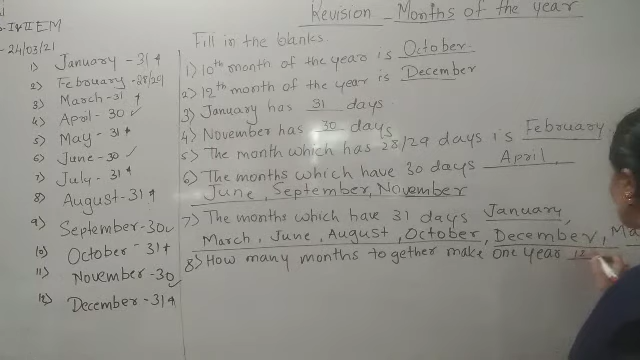 Revision - Months of the year
I VII EM
-24/03/21
1) January - 31
2) February - 28/29
3) March - 31
4) April - 30
5) May - 31
6) June - 30
7) July - 31
8) August - 31
9) September - 30
10) October - 31
11) November - 30
12) December - 31
Fill in the blanks.
1) 10th month of the year is October.
2) 12th month of the year is December
3) January has 31 days.
4) November has 30 days
5) The month which has 28/29 days is February.
6) The months which have 30 days April,
June, September, November
7) The months which have 31 days January,
March, June, August, October, December, Ma
8) How many months together make one year 12